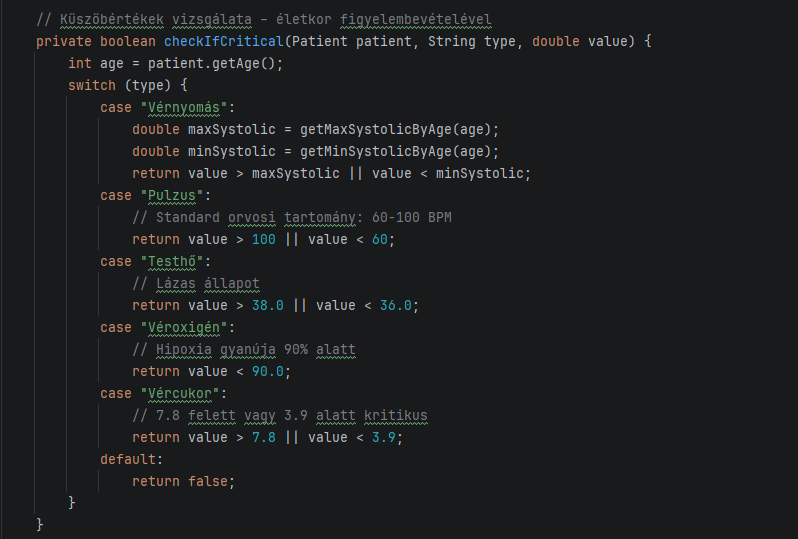 // Küszöbértékek vizsgálata – életkor figyelembevételével
private boolean checkIfCritical(Patient patient, String type, double value) {
    int age = patient.getAge();
    switch (type) {
        case "Vérnyomás":
            double maxSystolic = getMaxSystolicByAge(age);
            double minSystolic = getMinSystolicByAge(age);
            return value > maxSystolic || value < minSystolic;
        case "Pulzus":
            // Standard orvosi tartomány: 60-100 BPM
            return value > 100 || value < 60;
        case "Testhő":
            // Lázas állapot
            return value > 38.0 || value < 36.0;
        case "Véroxigén":
            // Hipoxia gyanúja 90% alatt
            return value < 90.0;
        case "Vércukor":
            // 7.8 felett vagy 3.9 alatt kritikus
            return value > 7.8 || value < 3.9;
        default:
            return false;
    }
}